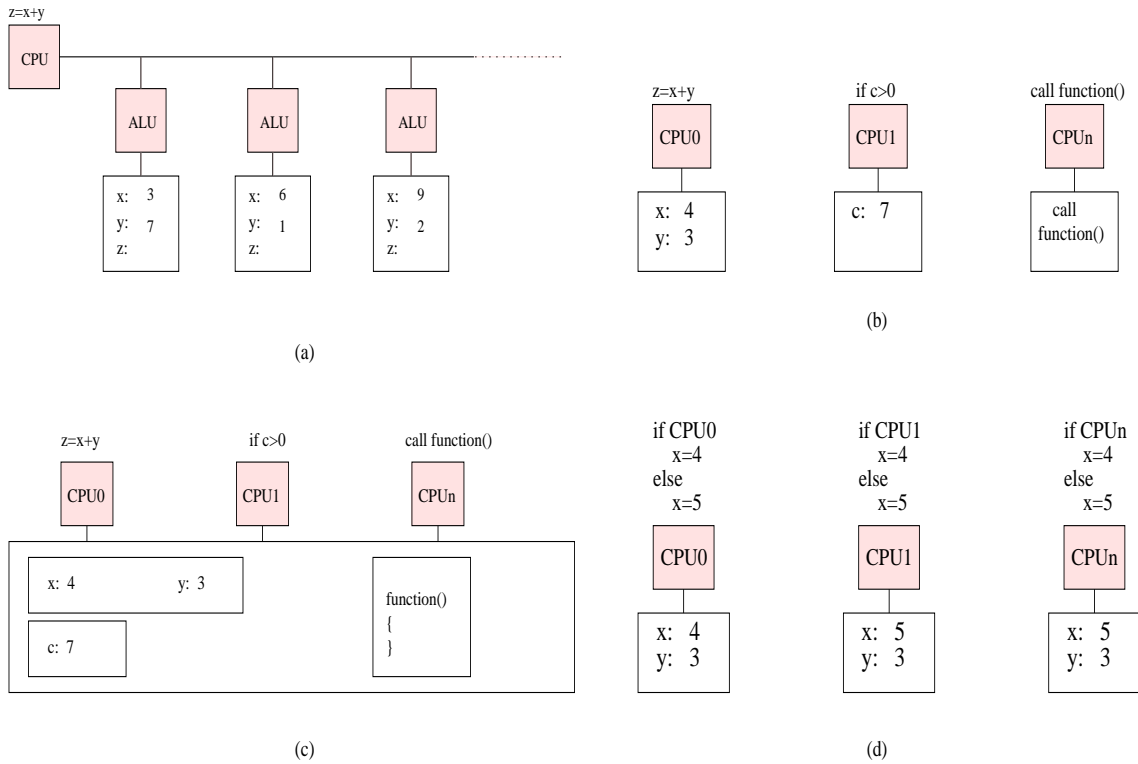 z=x+y
CPU
ALU ALU ALU
x: 3 x: 6 x: 9
y: 7 y: 1 y: 2
z: z: z:
(a)
z=x+y if c>0 call function()
CPU0 CPU1 CPUn
x: 4 c: 7 call
y: 3 function()
(b)
z=x+y if c>0 call function()
CPU0 CPU1 CPUn
x: 4 y: 3
function()
{
c: 7 }
(c)
if CPU0 if CPU1 if CPUn
x=4 x=4 x=4
else else else
x=5 x=5 x=5
CPU0 CPU1 CPUn
x: 4 x: 5 x: 5
y: 3 y: 3 y: 3
(d)